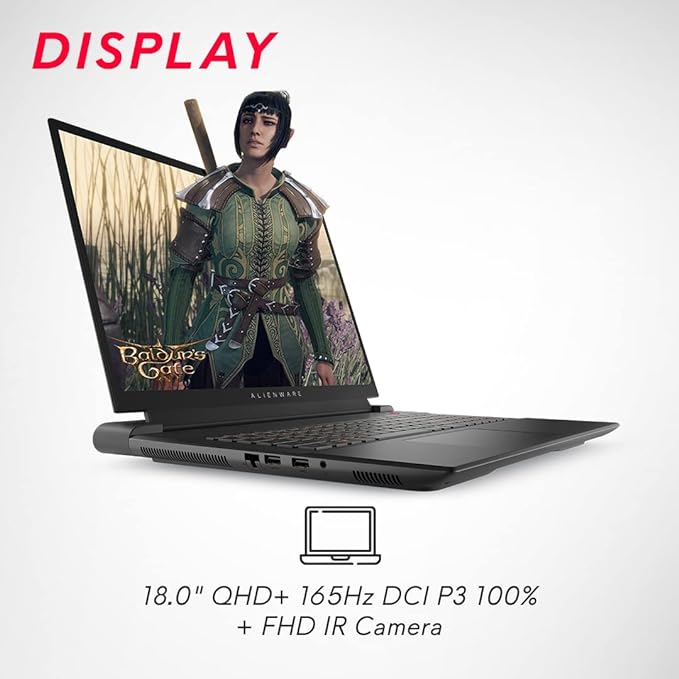 DISPLAY
Baldur's
Gate
ALIENWARE
18.0" QHD+ 165Hz DCI P3 100%
+ FHD IR Camera